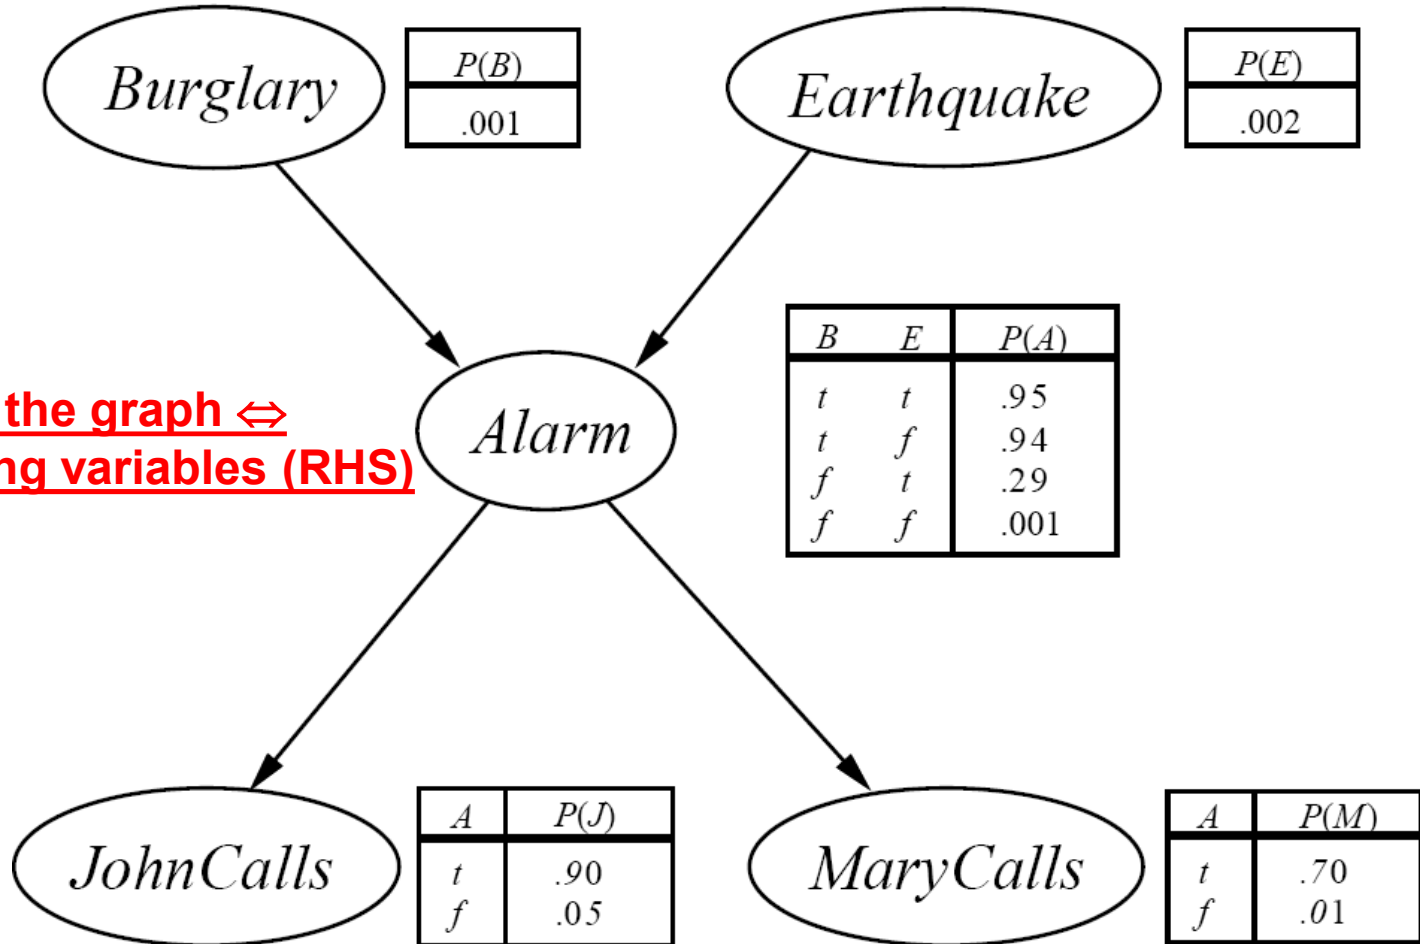 Burglary
P(B)
.001
Earthquake
P(E)
.002
the graph ⇔
ng variables (RHS)
Alarm
B E P(A)
t t .95
t f .94
f t .29
f f .001
JohnCalls
A P(J)
t .90
f .05
MaryCalls
A P(M)
t .70
f .01